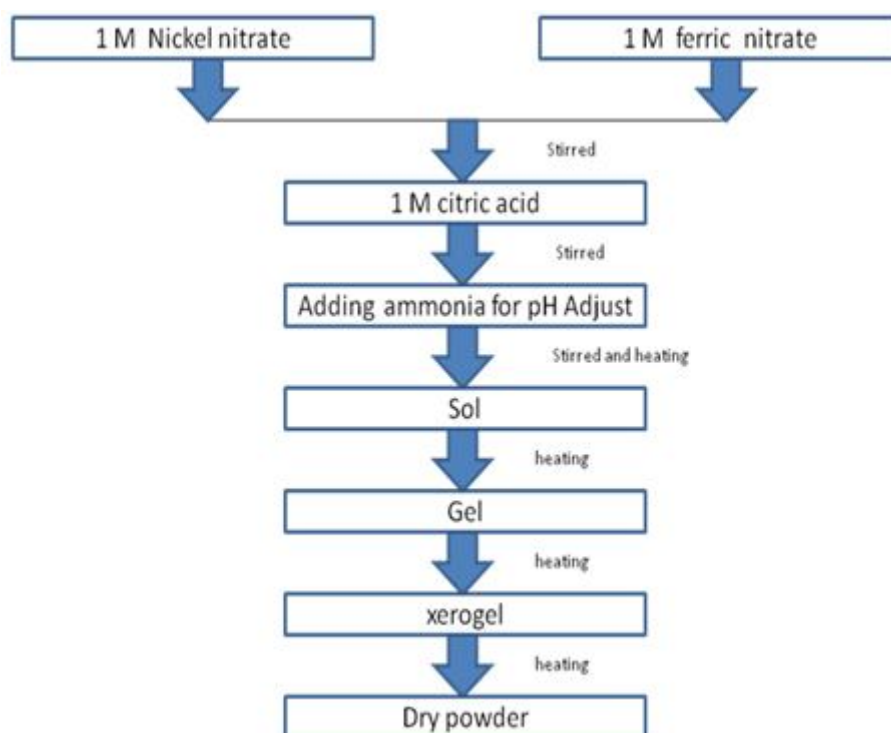 1 M Nickel nitrate
1 M ferric nitrate
Stirred
1 M citric acid
Stirred
Adding ammonia for pH Adjust
Stirred and heating
Sol
heating
Gel
heating
xerogel
heating
Dry powder